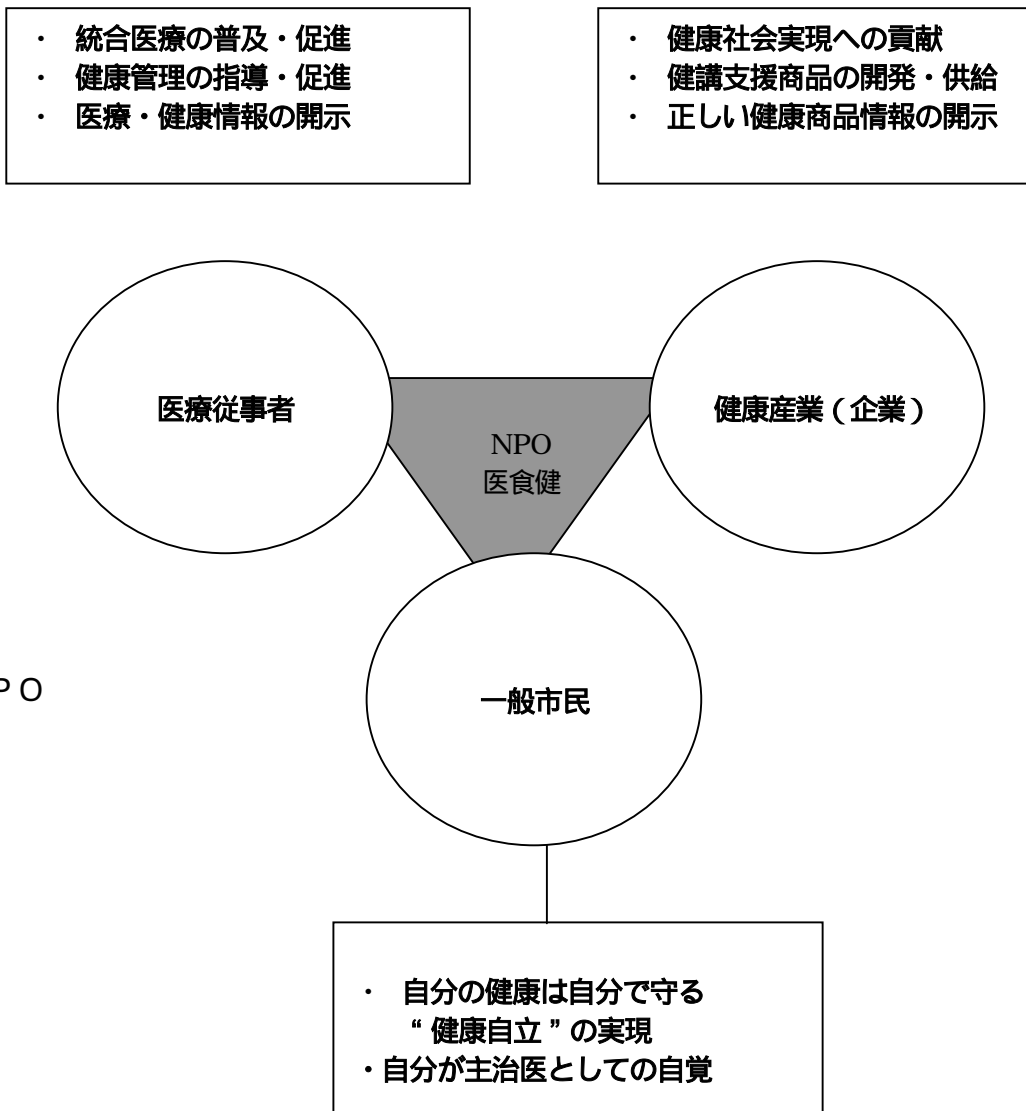 ・ 統合医療の普及・促進
・ 健康管理の指導・促進
・ 医療・健康情報の開示
・ 健康社会実現への貢献
・ 健講支援商品の開発・供給
・ 正しい健康商品情報の開示
医療従事者
NPO
医食健
健康産業(企業)
ＰＯ
一般市民
・ 自分の健康は自分で守る
“健康自立”の実現
・自分が主治医としての自覚